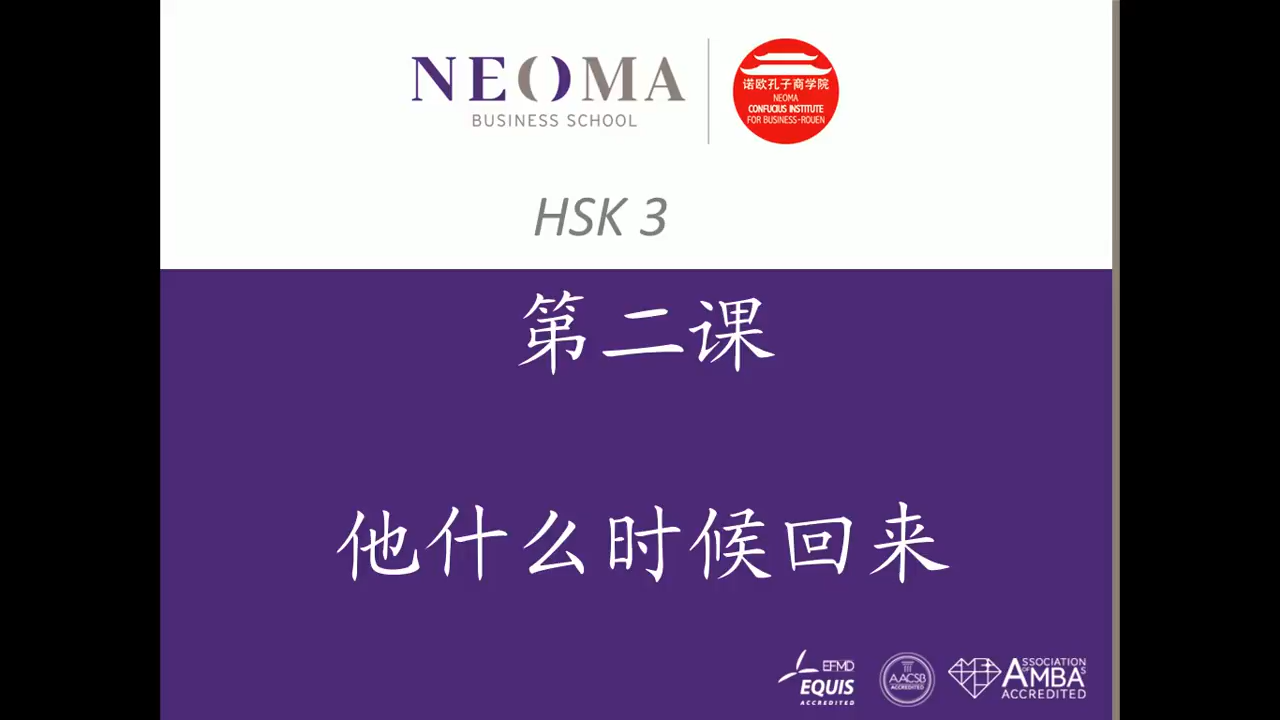 NEOMA
BUSINESS SCHOOL
诺欧孔子商学院
NEOMA
CONFUCIUS INSTITUTE
FOR BUSINESS-ROUEN
HSK 3
第二课
他什么时候回来
EFMD
EQUIS
ACCREDITED
AACSB
ACCREDITED
ASSOCIATION
OF AMBAS
ACCREDITED